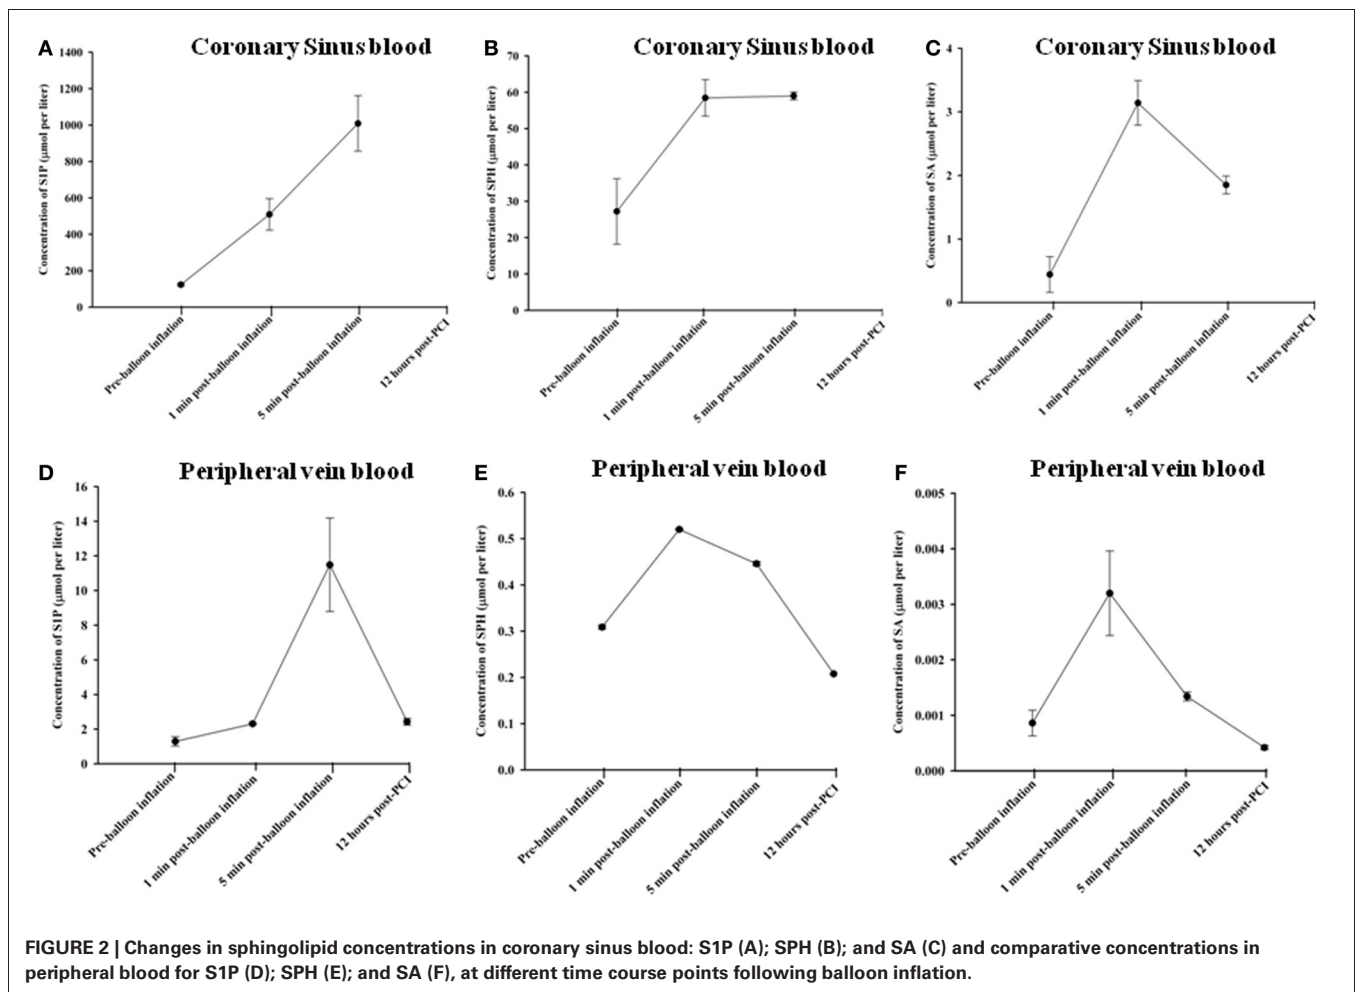 A
Coronary Sinus blood
Concentration of S1P (μmol per liter)
1400
1200
1000
800
600
400
200
0
Pre-balloon inflation
1 min post-balloon inflation
5 min post-balloon inflation
12 hours post-PCI
B
Coronary Sinus blood
Concentration of SPH (μmol per liter)
70
60
50
40
30
20
10
0
Pre-balloon inflation
1 min post-balloon inflation
5 min post-balloon inflation
12 hours post-PCI
C
Coronary Sinus blood
Concentration of SA (μmol per liter)
4
3
2
1
0
Pre-balloon inflation
1 min post-balloon inflation
5 min post-balloon inflation
12 hours post-PCI
D
Peripheral vein blood
Concentration of S1P (μmol per liter)
16
14
12
10
8
6
4
2
0
Pre-balloon inflation
1 min post-balloon inflation
5 min post-balloon inflation
12 hours post-PCI
E
Peripheral vein blood
Concentration of SPH (μmol per liter)
0.6
0.5
0.4
0.3
0.2
0.1
0.0
Pre-balloon inflation
1 min post-balloon inflation
5 min post-balloon inflation
12 hours post-PCI
F
Peripheral vein blood
Concentration of SA (μmol per liter)
0.005
0.004
0.003
0.002
0.001
0.000
Pre-balloon inflation
1 min post-balloon inflation
5 min post-balloon inflation
12 hours post-PCI
FIGURE 2 | Changes in sphingolipid concentrations in coronary sinus blood: S1P (A); SPH (B); and SA (C) and comparative concentrations in
peripheral blood for S1P (D); SPH (E); and SA (F), at different time course points following balloon inflation.